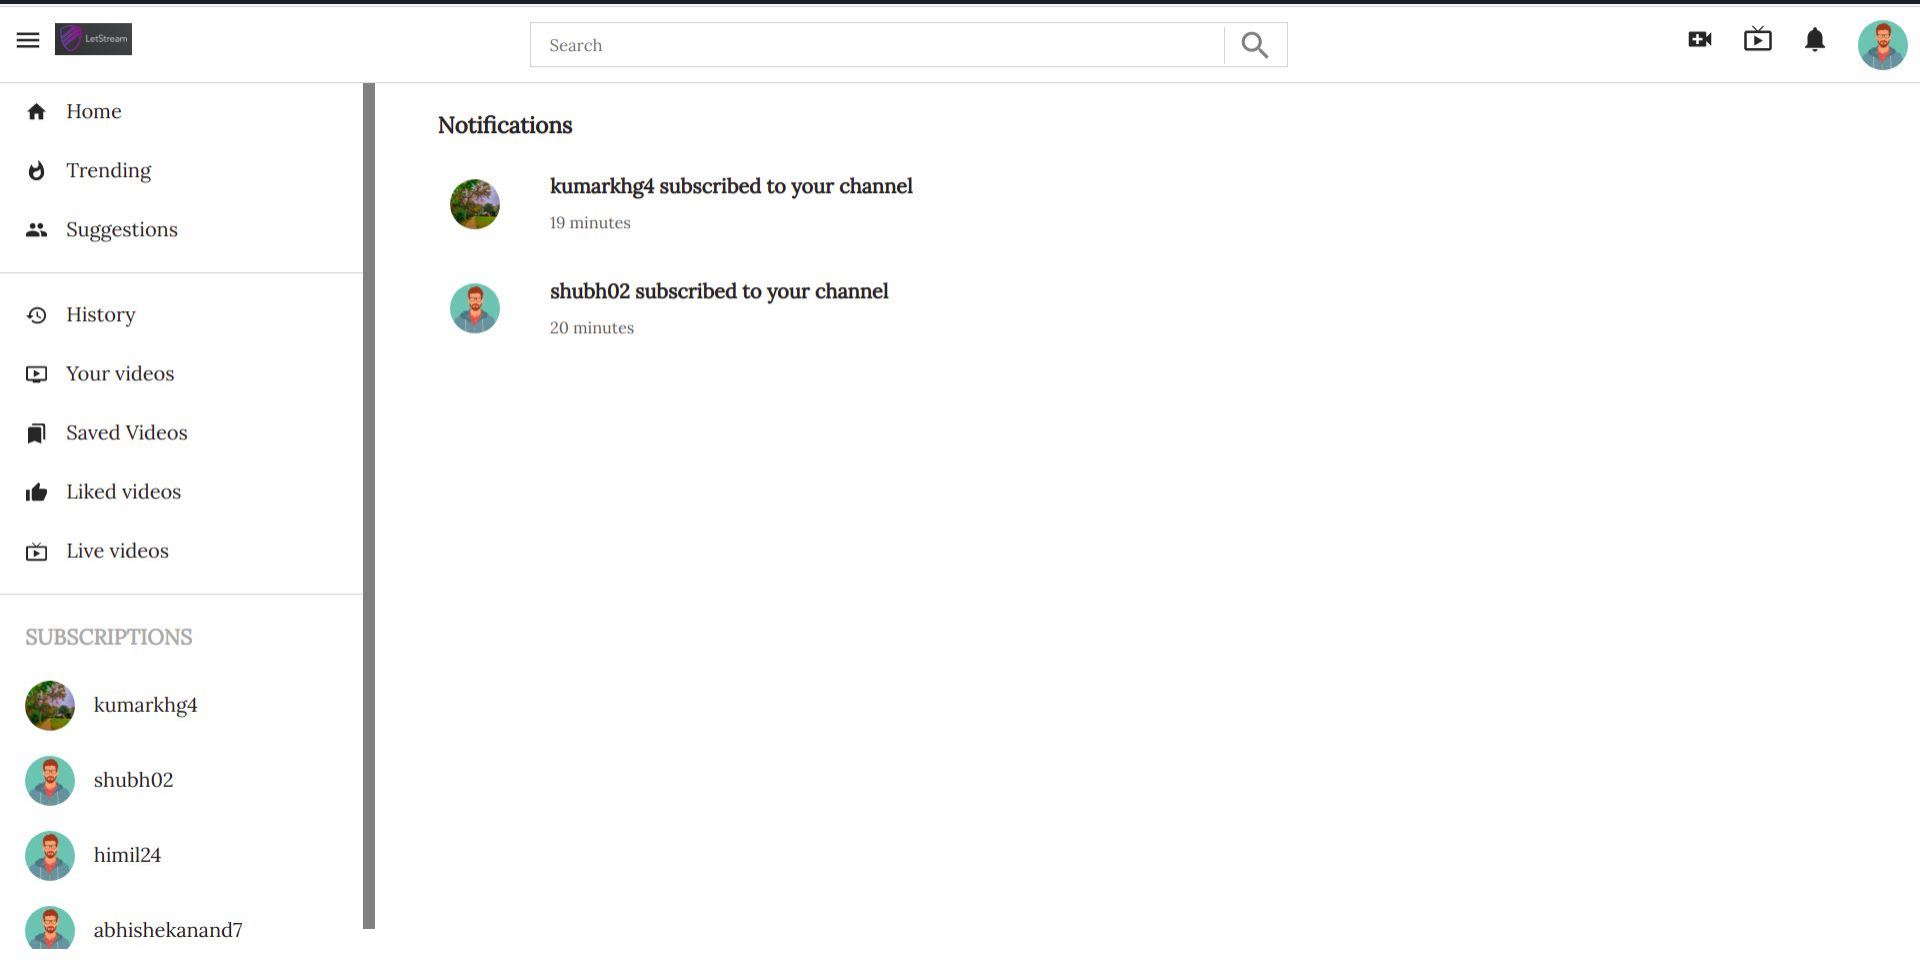 LetStream
Search
Home
Trending
Suggestions
History
Your videos
Saved Videos
Liked videos
Live videos
SUBSCRIPTIONS
kumarkhg4
shubh02
himil24
abhishekanand7
Notifications
kumarkhg4 subscribed to your channel
19 minutes
shubh02 subscribed to your channel
20 minutes